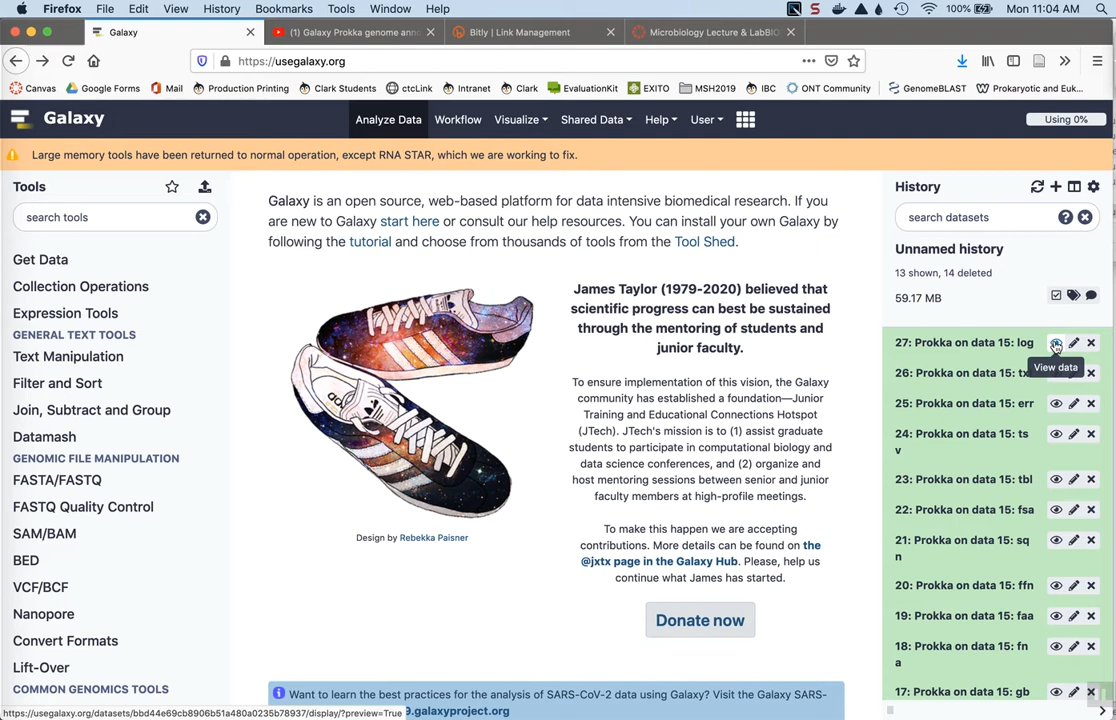 Firefox File Edit View History Bookmarks Tools Window Help 100% Mon 11:04 AM
Galaxy
(1) Galaxy Prokka genome anno
Bitly | Link Management
Microbiology Lecture & LabBIO
https://usegalaxy.org
Canvas Google Forms Mail Production Printing Clark Students ctcLink Intranet Clark EvaluationKit EXITO MSH2019 IBC ONT Community GenomeBLAST Prokaryotic and Euk...
Galaxy
Analyze Data Workflow Visualize Shared Data Help User
Using 0%
Large memory tools have been returned to normal operation, except RNA STAR, which we are working to fix.
Tools
search tools
Get Data
Collection Operations
Expression Tools
GENERAL TEXT TOOLS
Text Manipulation
Filter and Sort
Join, Subtract and Group
Datamash
GENOMIC FILE MANIPULATION
FASTA/FASTQ
FASTQ Quality Control
SAM/BAM
BED
VCF/BCF
Nanopore
Convert Formats
Lift-Over
COMMON GENOMICS TOOLS
Galaxy is an open source, web-based platform for data intensive biomedical research. If you
are new to Galaxy start here or consult our help resources. You can install your own Galaxy by
following the tutorial and choose from thousands of tools from the Tool Shed.
Design by Rebekka Paisner
James Taylor (1979-2020) believed that
scientific progress can best be sustained
through the mentoring of students and
junior faculty.
To ensure implementation of this vision, the Galaxy
community has established a foundation—Junior
Training and Educational Connections Hotspot
(JTech). JTech's mission is to (1) assist graduate
students to participate in computational biology and
data science conferences, and (2) organize and
host mentoring sessions between senior and junior
faculty members at high-profile meetings.
To make this happen we are accepting
contributions. More details can be found on the
@jxtx page in the Galaxy Hub. Please, help us
continue what James has started.
Donate now
Want to learn the best practices for the analysis of SARS-CoV-2 data using Galaxy? Visit the Galaxy SARS-
9.galaxyproject.org
History
search datasets
Unnamed history
13 shown, 14 deleted
59.17 MB
27: Prokka on data 15: log
View data
26: Prokka on data 15: tx
25: Prokka on data 15: err
24: Prokka on data 15: ts
v
23: Prokka on data 15: tbl
22: Prokka on data 15: fsa
21: Prokka on data 15: sq
n
20: Prokka on data 15: ffn
19: Prokka on data 15: faa
18: Prokka on data 15: fn
a
17: Prokka on data 15: gb
https://usegalaxy.org/datasets/bbd44e69cb8906b51a480a0235b78937/display/?preview=True